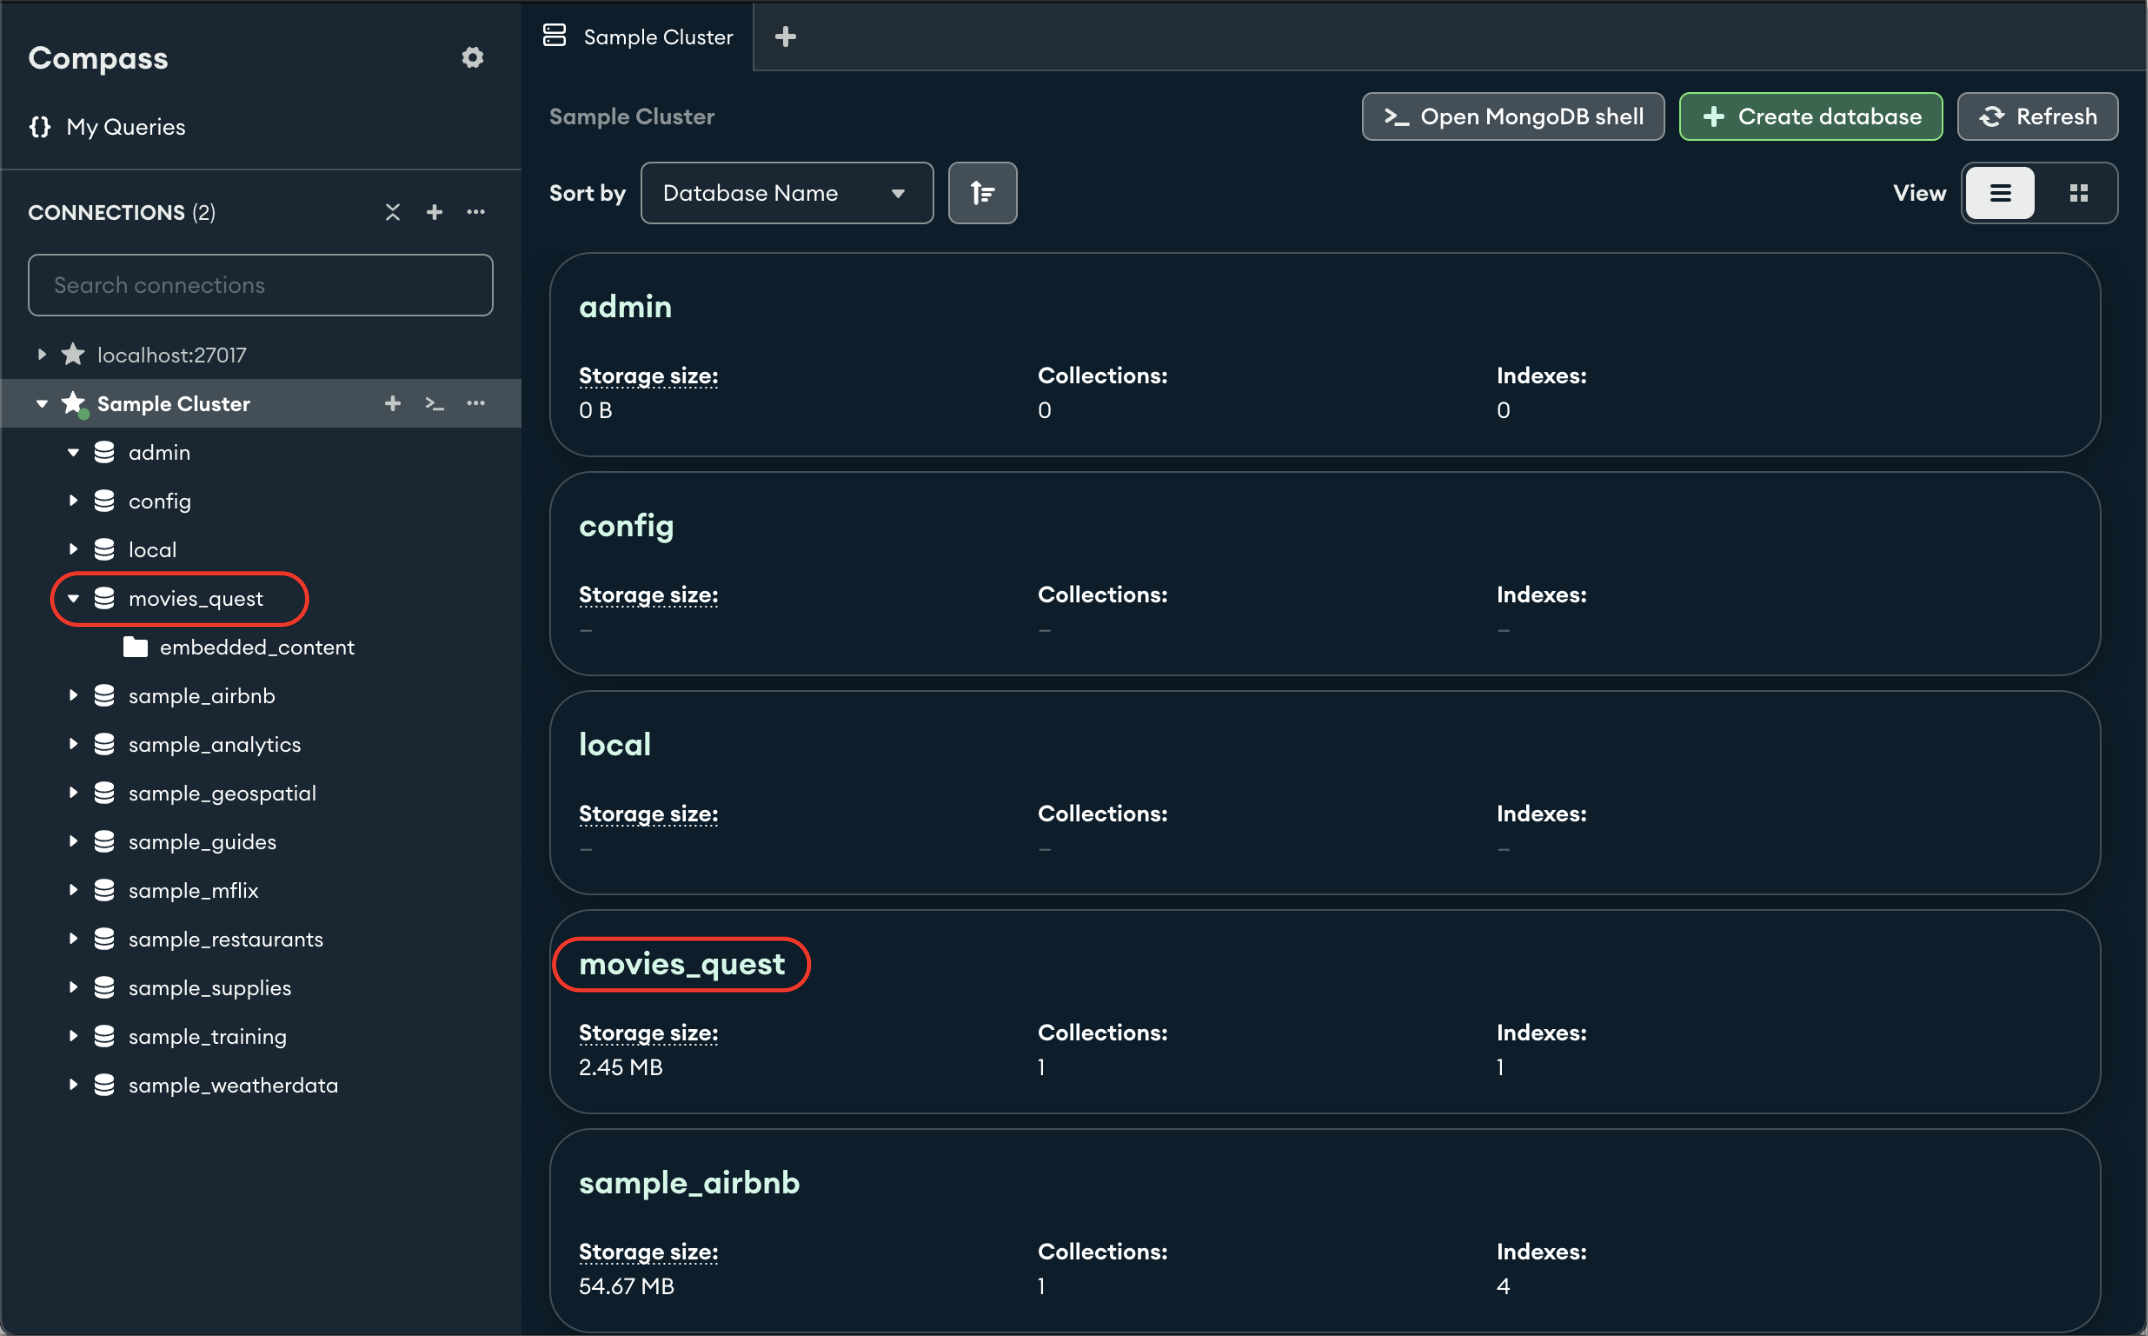 Compass
{} My Queries
CONNECTIONS (2)
Search connections
localhost:27017
Sample Cluster
admin
config
local
movies_quest
embedded_content
sample_airbnb
sample_analytics
sample_geospatial
sample_guides
sample_mflix
sample_restaurants
sample_supplies
sample_training
sample_weatherdata
Sample Cluster
Sample Cluster
Open MongoDB shell
Create database
Refresh
Sort by
Database Name
View
admin
Storage size: Collections: Indexes:
0 B 0 0
config
Storage size: Collections: Indexes:
– – –
local
Storage size: Collections: Indexes:
– – –
movies_quest
Storage size: Collections: Indexes:
2.45 MB 1 1
sample_airbnb
Storage size: Collections: Indexes:
54.67 MB 1 4